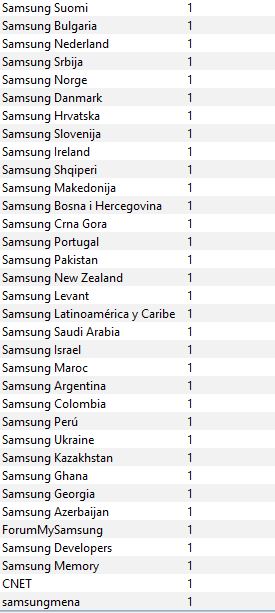 Samsung Suomi 1
Samsung Bulgaria 1
Samsung Nederland 1
Samsung Srbija 1
Samsung Norge 1
Samsung Danmark 1
Samsung Hrvatska 1
Samsung Slovenija 1
Samsung Ireland 1
Samsung Shqiperi 1
Samsung Makedonija 1
Samsung Bosna i Hercegovina 1
Samsung Crna Gora 1
Samsung Portugal 1
Samsung Pakistan 1
Samsung New Zealand 1
Samsung Levant 1
Samsung Latinoamérica y Caribe 1
Samsung Saudi Arabia 1
Samsung Israel 1
Samsung Maroc 1
Samsung Argentina 1
Samsung Colombia 1
Samsung Perú 1
Samsung Ukraine 1
Samsung Kazakhstan 1
Samsung Ghana 1
Samsung Georgia 1
Samsung Azerbaijan 1
ForumMySamsung 1
Samsung Developers 1
Samsung Memory 1
CNET 1
samsungmena 1